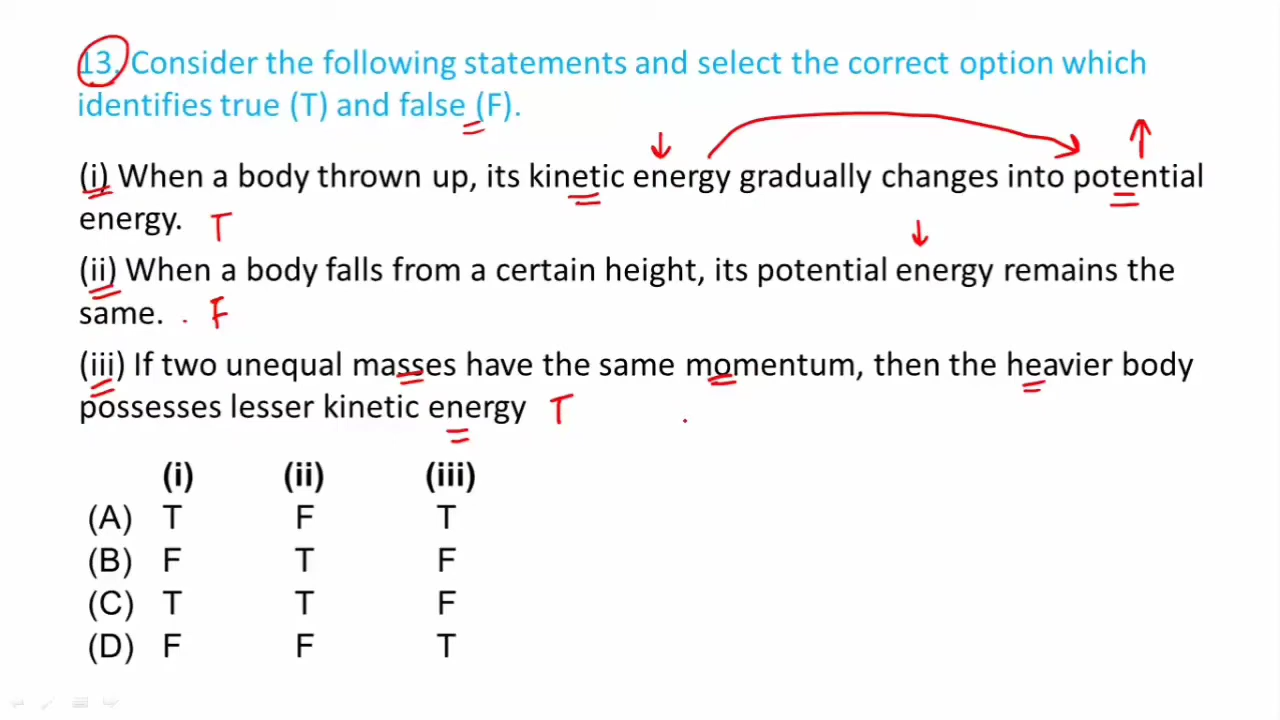 13. Consider the following statements and select the correct option which
identifies true (T) and false (F).
(i) When a body thrown up, its kinetic energy gradually changes into potential
energy. T
(ii) When a body falls from a certain height, its potential energy remains the
same. F
(iii) If two unequal masses have the same momentum, then the heavier body
possesses lesser kinetic energy T
(i) (ii) (iii)
(A) T F T
(B) F T F
(C) T T F
(D) F F T